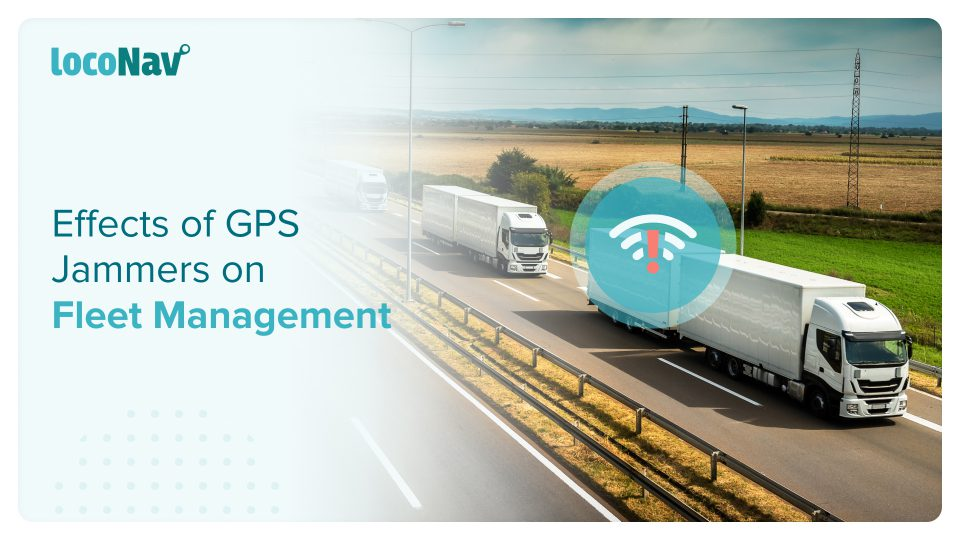 locoNav
Effects of GPS
Jammers on
Fleet Management